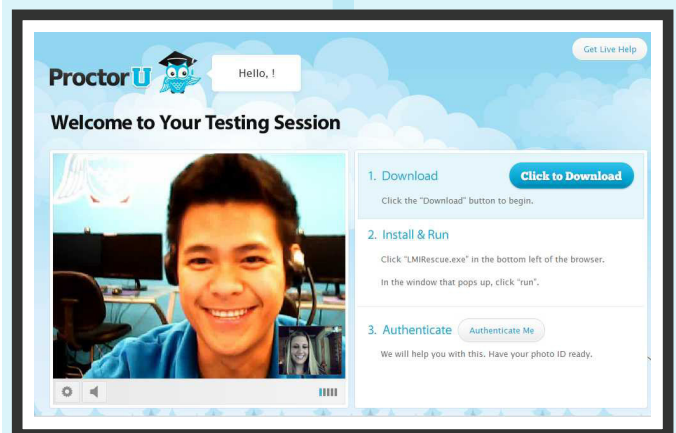 Get Live Help
ProctorU
Hello, !
Welcome to Your Testing Session
1. Download
Click to Download
Click the "Download" button to begin.
2. Install & Run
Click "LMIRescue.exe" in the bottom left of the browser.
In the window that pops up, click "run".
3. Authenticate
Authenticate Me
We will help you with this. Have your photo ID ready.